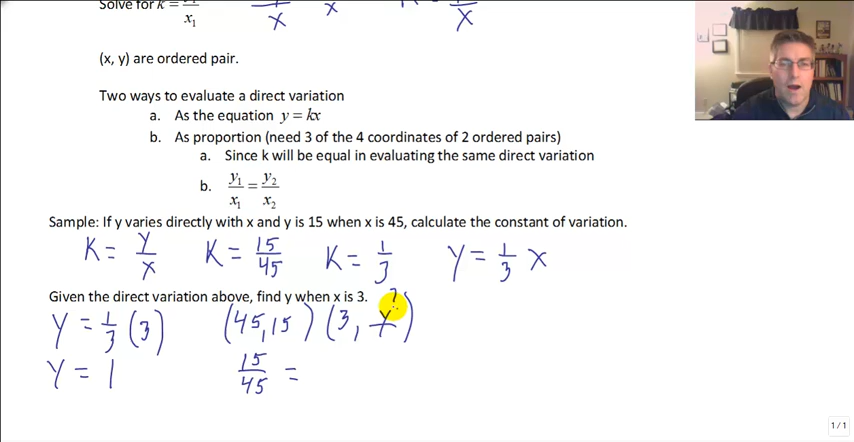 Solve for k = 
x₁
x x k x
(x, y) are ordered pair.
Two ways to evaluate a direct variation
a. As the equation y = kx
b. As proportion (need 3 of the 4 coordinates of 2 ordered pairs)
a. Since k will be equal in evaluating the same direct variation
b. y₁/x₁ = y₂/x₂
Sample: If y varies directly with x and y is 15 when x is 45, calculate the constant of variation.
K = y/x K = 15/45 K = 1/3 y = 1/3 x
Given the direct variation above, find y when x is 3.
y = 1/3 (3) (45, 15) (3, y?)
y = 1 15/45 =
1 / 1